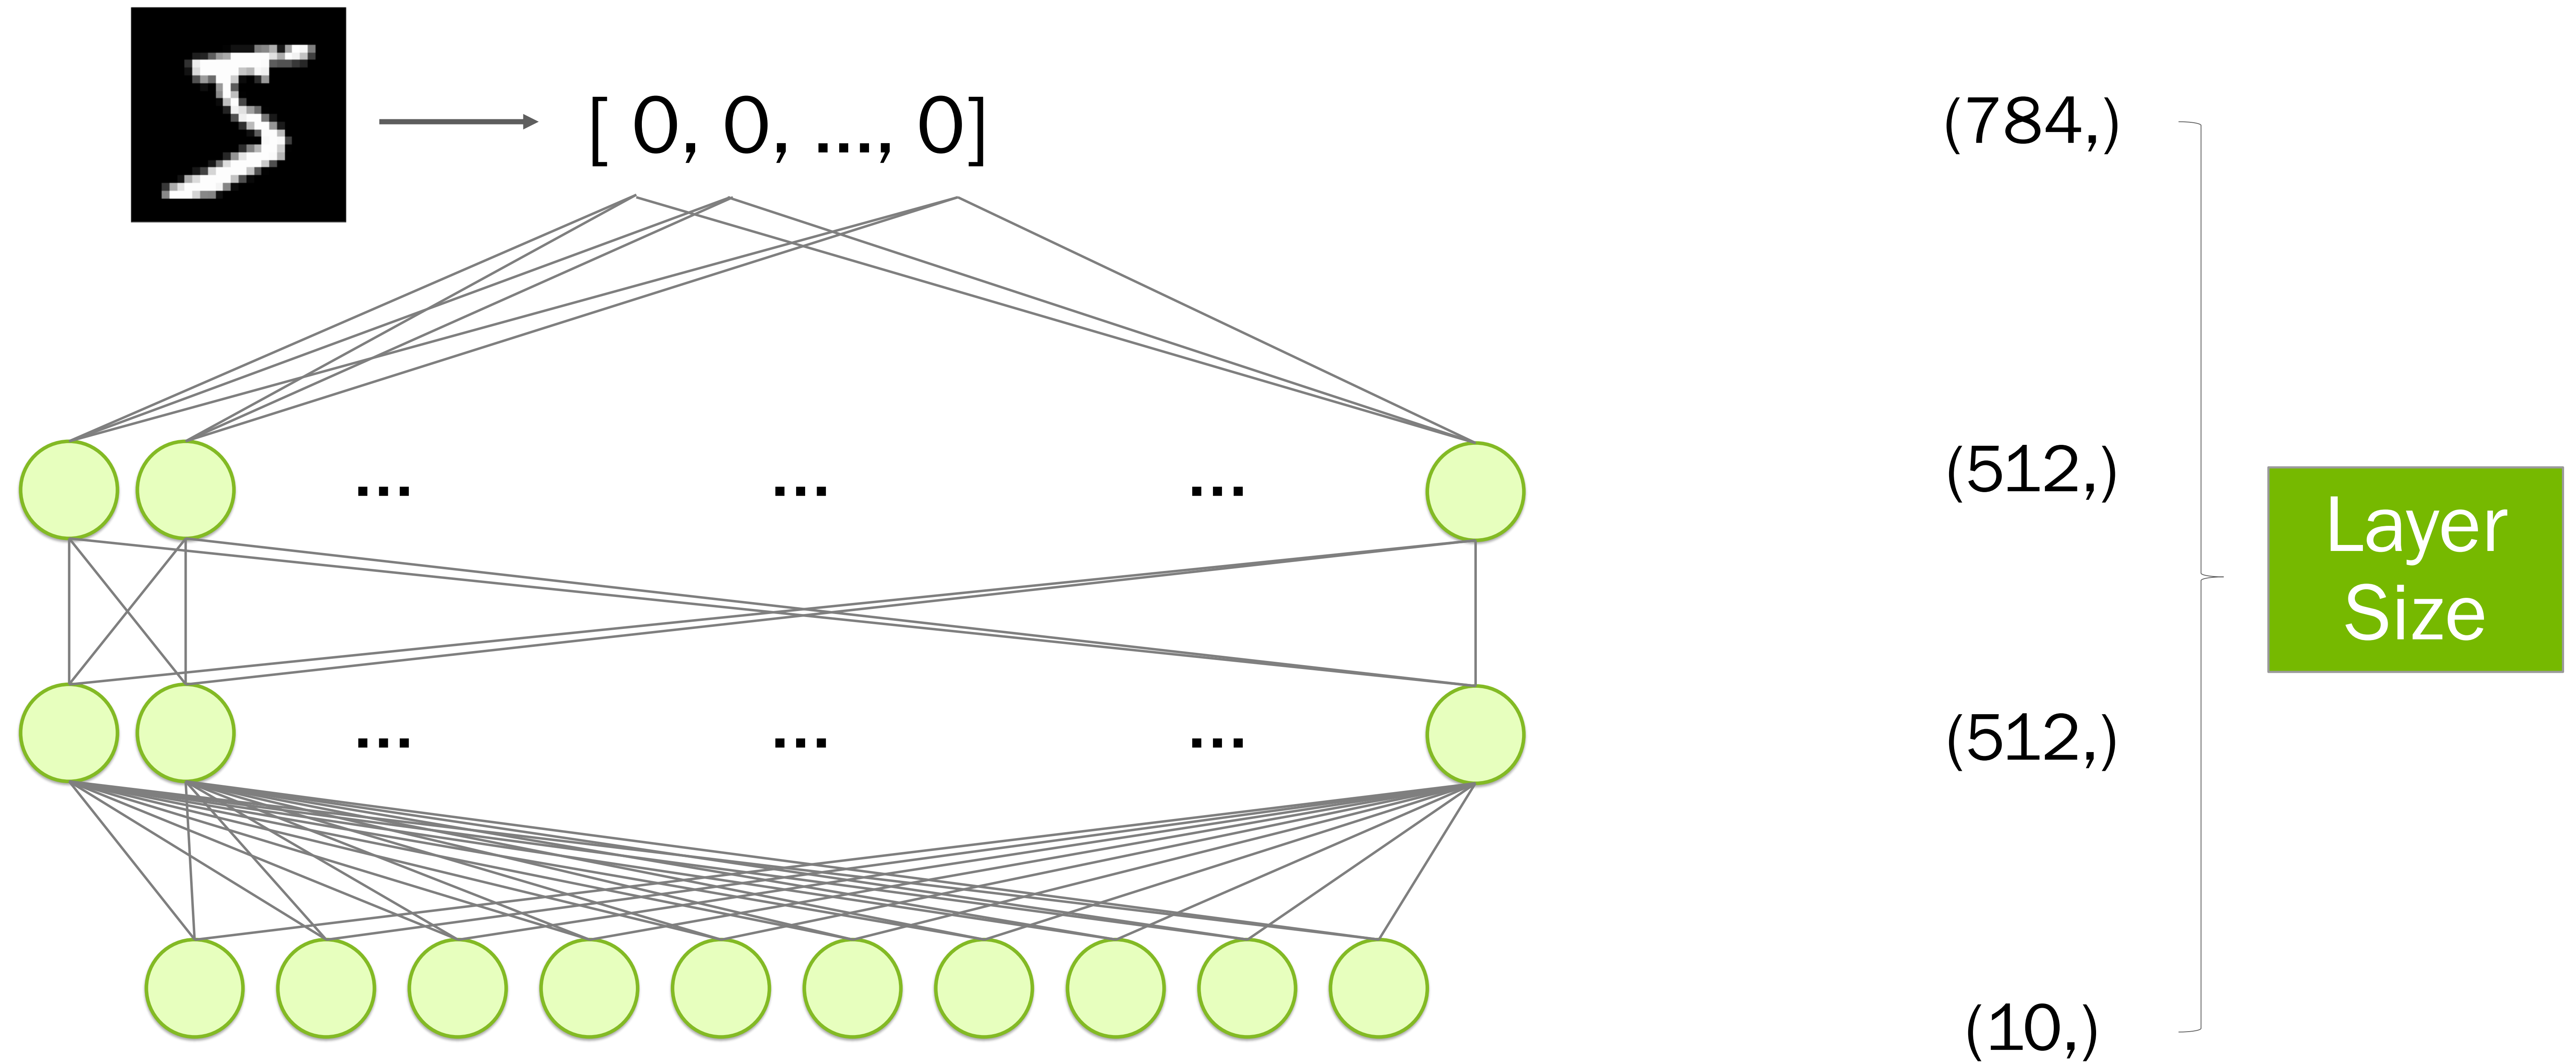 [ 0, 0, ..., 0]
(784,)
... ... ...
(512,)
Layer
Size
... ... ...
(512,)
(10,)